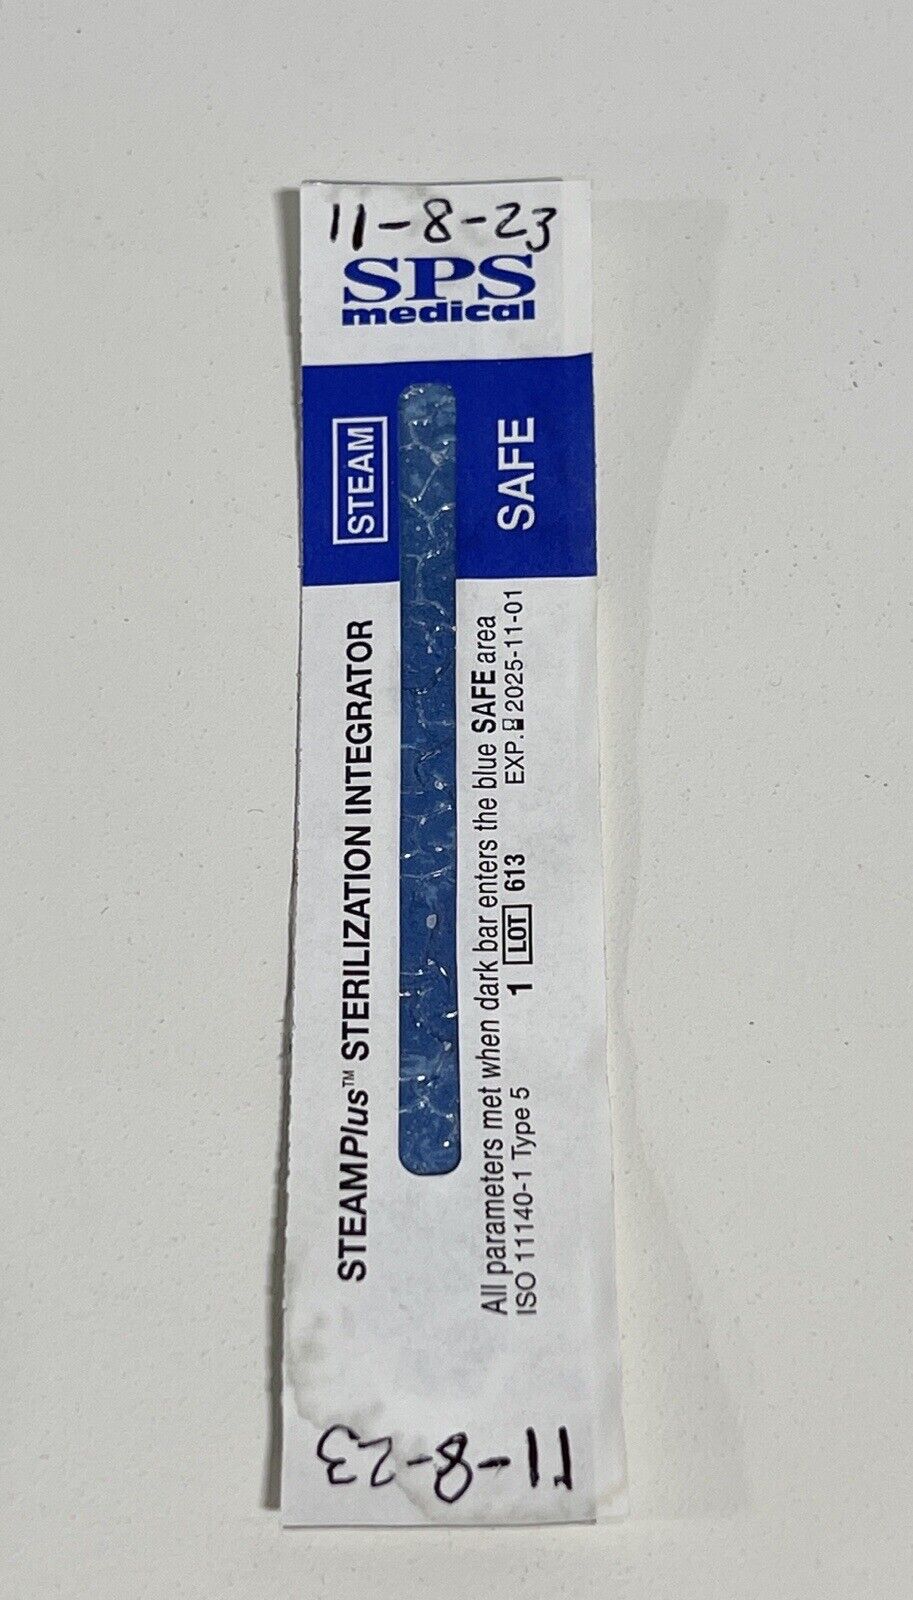 11-8-23
SPS
medical
STEAM
SAFE
STEAMPlus™ STERILIZATION INTEGRATOR
All parameters met when dark bar enters the blue SAFE area
ISO 11140-1 Type 5 1 LOT 613 EXP. 2025-11-01
11-8-23